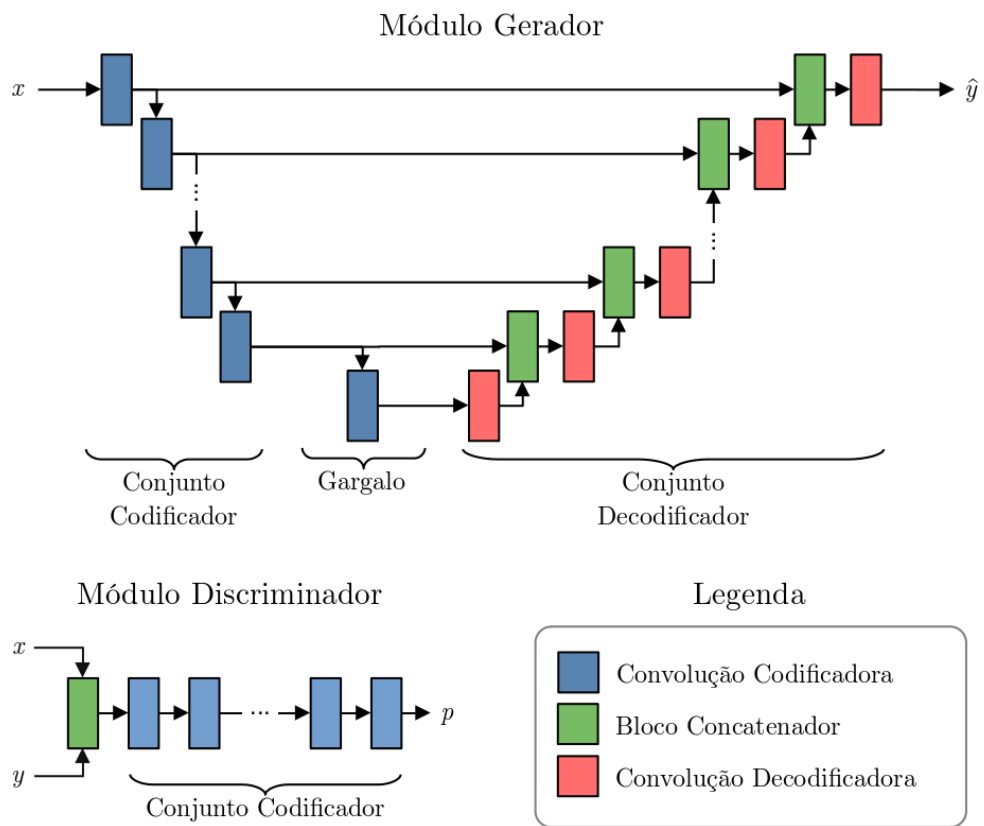 Módulo Gerador
x
ŷ
...
...
Conjunto
Codificador
Gargalo
Conjunto
Decodificador
Módulo Discriminador
x
y
...
p
Conjunto Codificador
Legenda
Convolução Codificadora
Bloco Concatenador
Convolução Decodificadora